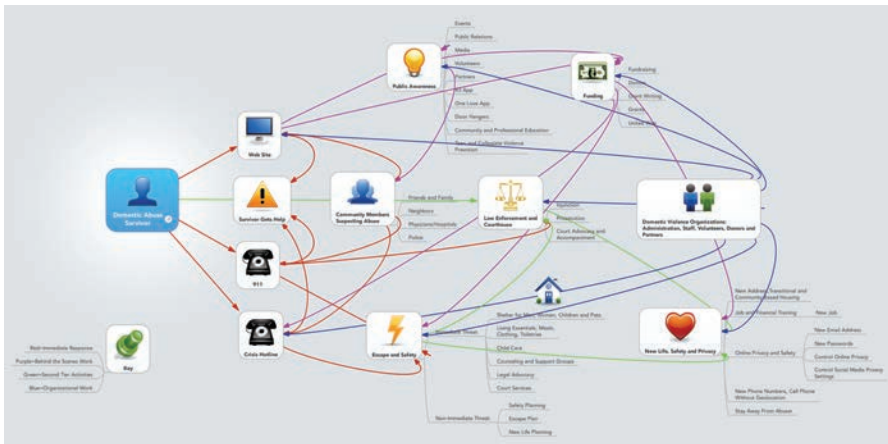 Events
Public Relations
Media
Volunteers
Partners
One Love App
Door Hangers
Community and Professional Education
Teen and Collegiate Violence
Prevention
Public Awareness
Fundraising
Grant Writing
Grants
Funding
Web Site
Domestic Abuse
Survivor
Survivor Gets Help
Community Members
Suspecting Abuse
Friends and Family
Neighbors
Physicians/Hospitals
Police
Law Enforcement and
Courthouse
Prosecution
Court Advocacy and
Accompaniment
Domestic Violence Organizations:
Administration, Staff, Volunteers, Donors and
Partners
911
Crisis Hotline
Escape and Safety
Immediate Threat
Shelter for Men, Women, Children and Pets
Living Essentials, Meals,
Clothing, Toiletries
Child Care
Counseling and Support Groups
Legal Advocacy
Court Services
Non-Immediate Threat
Safety Planning
Escape Plan
New Life Planning
New Life, Safety and Privacy
New Address, Transitional and
Community-Based Housing
Job and Financial Training
New Job
Online Privacy and Safety
New Email Address
New Passwords
Control Online Privacy
Control Social Media Privacy
Settings
New Phone Numbers, Cell Phone
Without Geolocation
Stay Away From Abuser
Red=Immediate Response
Purple=Behind the Scenes Work
Green=Second Tier Activities
Blue=Organizational Work
Key